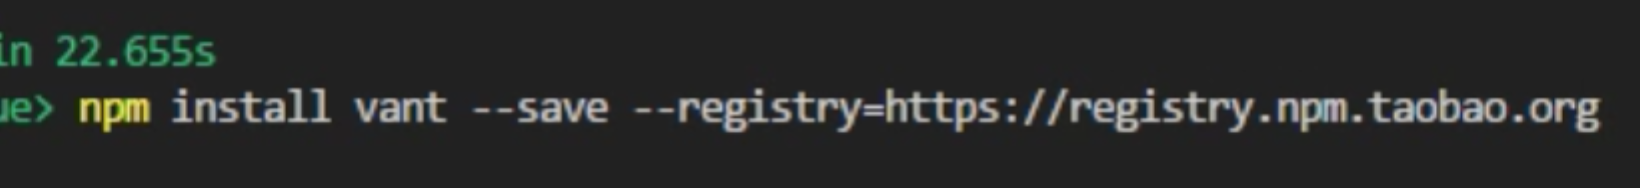 in 22.655s
ue> npm install vant --save --registry=https://registry.npm.taobao.org